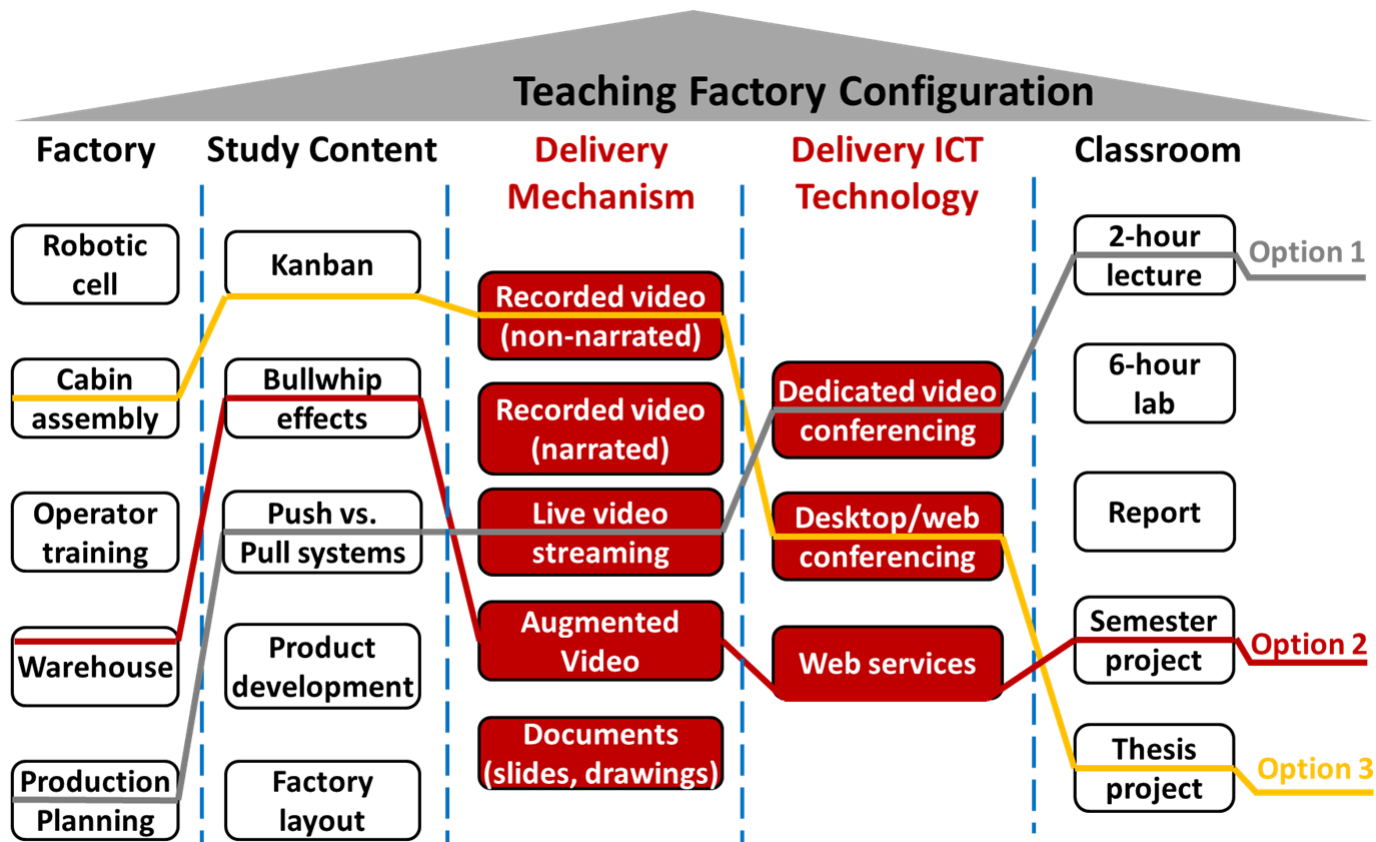 Teaching Factory Configuration
Factory
Study Content
Delivery
Mechanism
Delivery ICT
Technology
Classroom
Robotic
cell
Cabin
assembly
Operator
training
Warehouse
Production
Planning
Kanban
Bullwhip
effects
Push vs.
Pull systems
Product
development
Factory
layout
Recorded video
(non-narrated)
Recorded video
(narrated)
Live video
streaming
Augmented
Video
Documents
(slides, drawings)
Dedicated video
conferencing
Desktop/web
conferencing
Web services
2-hour
lecture
6-hour
lab
Report
Semester
project
Thesis
project
Option 1
Option 2
Option 3